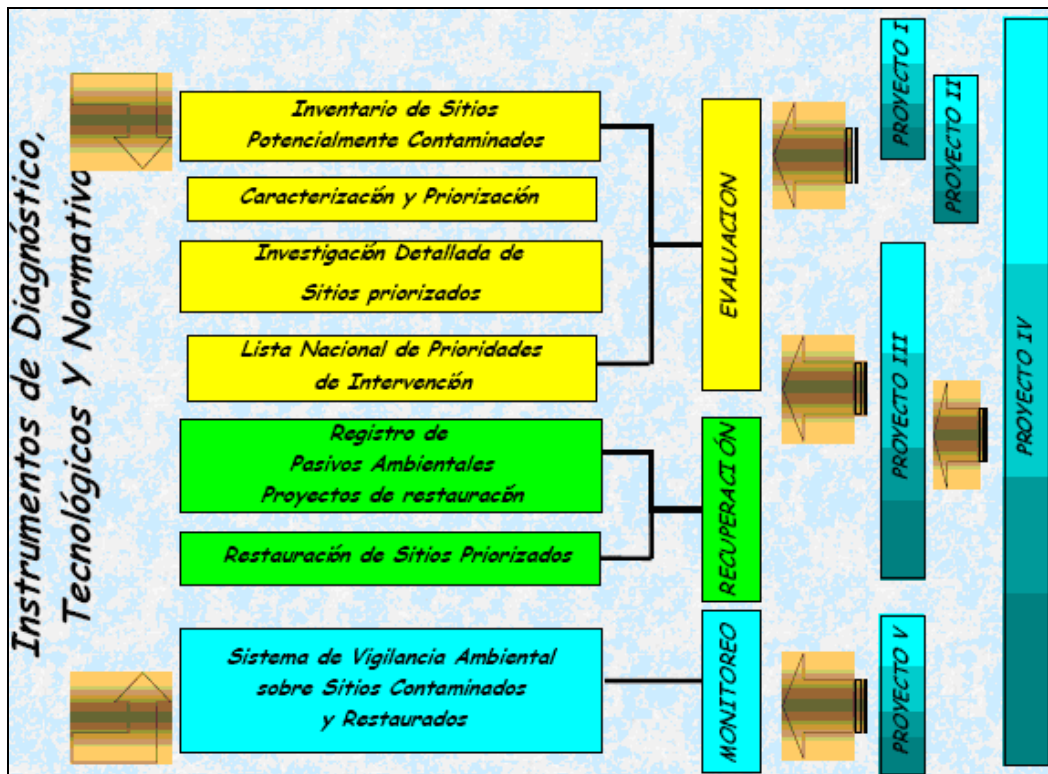 Instrumentos de Diagnóstico,
Tecnológicos y Normativo
Inventario de Sitios
Potencialmente Contaminados
Caracterización y Priorización
Investigación Detallada de
Sitios priorizados
Lista Nacional de Prioridades
de Intervención
Registro de
Pasivos Ambientales
Proyectos de restauración
Restauración de Sitios Priorizados
Sistema de Vigilancia Ambiental
sobre Sitios Contaminados
y Restaurados
EVALUACION
RECUPERACIÓN
MONITOREO
PROYECTO I
PROYECTO II
PROYECTO III
PROYECTO IV
PROYECTO V